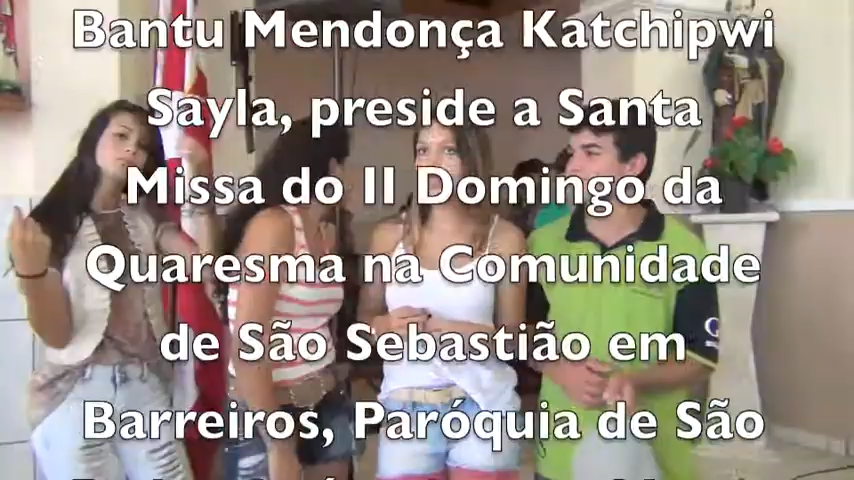 Bantu Mendonça Katchipwi
Sayla, preside a Santa
Missa do II Domingo da
Quaresma na Comunidade
de São Sebastião em
Barreiros, Paróquia de São